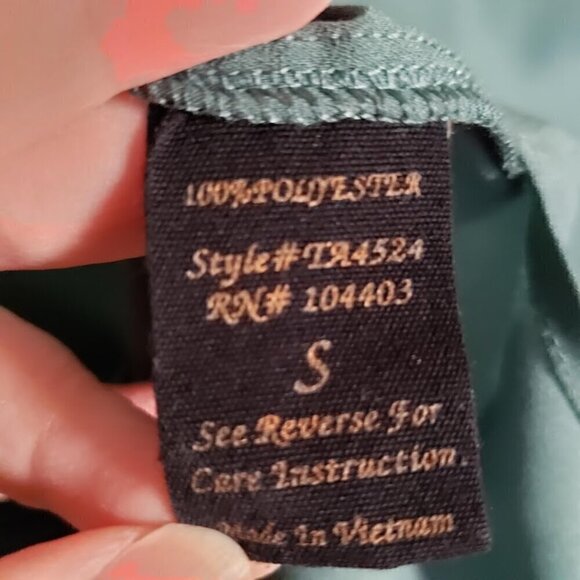 100%POLYESTER
Style#TA4524
RN# 104403
S
See Reverse For
Care Instruction
Made In Vietnam